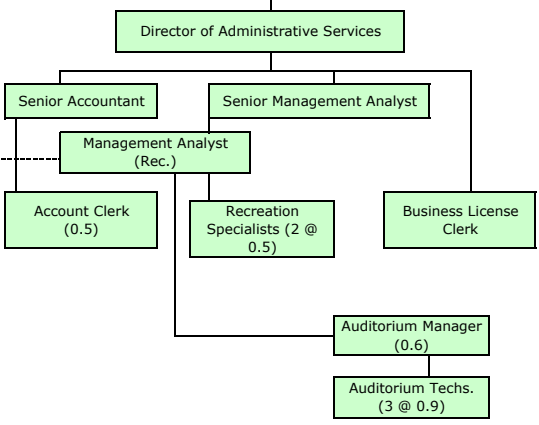 Director of Administrative Services
Senior Accountant
Senior Management Analyst
Management Analyst
(Rec.)
Account Clerk
(0.5)
Recreation
Specialists (2 @
0.5)
Business License
Clerk
Auditorium Manager
(0.6)
Auditorium Techs.
(3 @ 0.9)